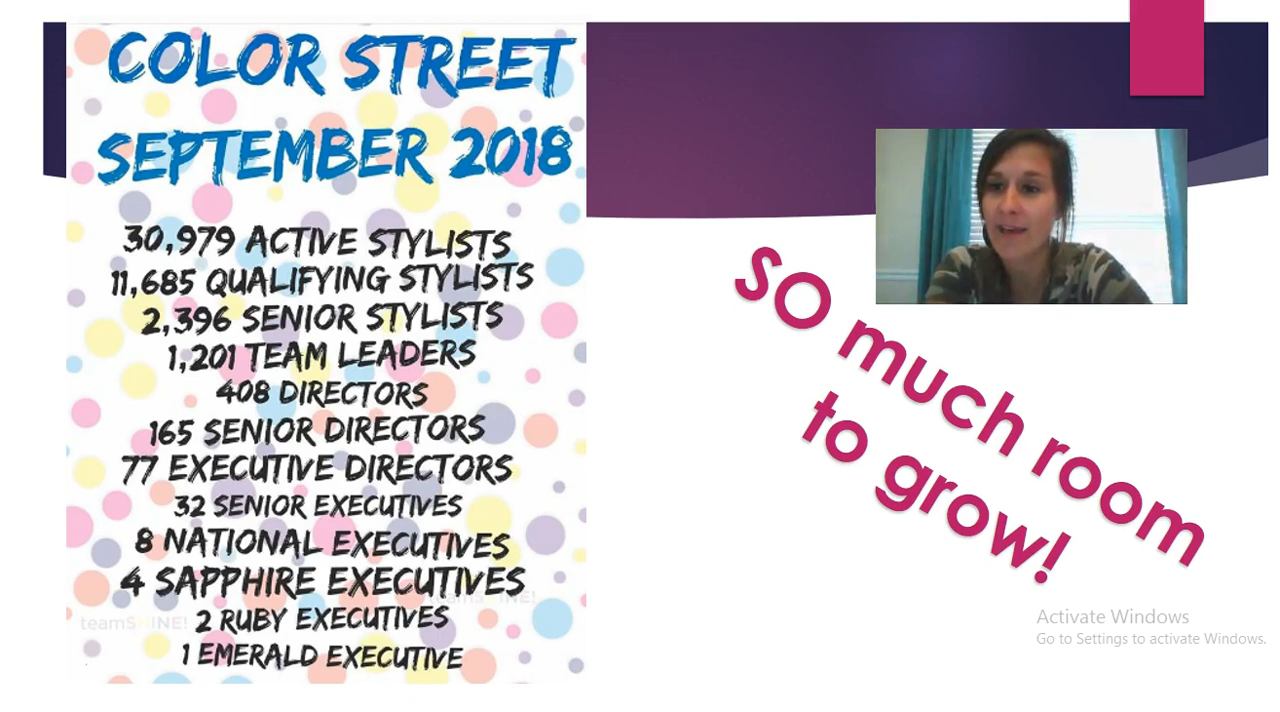 COLOR STREET
SEPTEMBER 2018
30,979 ACTIVE STYLISTS
11,685 QUALIFYING STYLISTS
2,396 SENIOR STYLISTS
1,201 TEAM LEADERS
408 DIRECTORS
165 SENIOR DIRECTORS
77 EXECUTIVE DIRECTORS
32 SENIOR EXECUTIVES
8 NATIONAL EXECUTIVES
4 SAPPHIRE EXECUTIVES
2 RUBY EXECUTIVES
1 EMERALD EXECUTIVE
teamSHINE!
teamSHINE!
SO much room
to grow!
Activate Windows
Go to Settings to activate Windows.